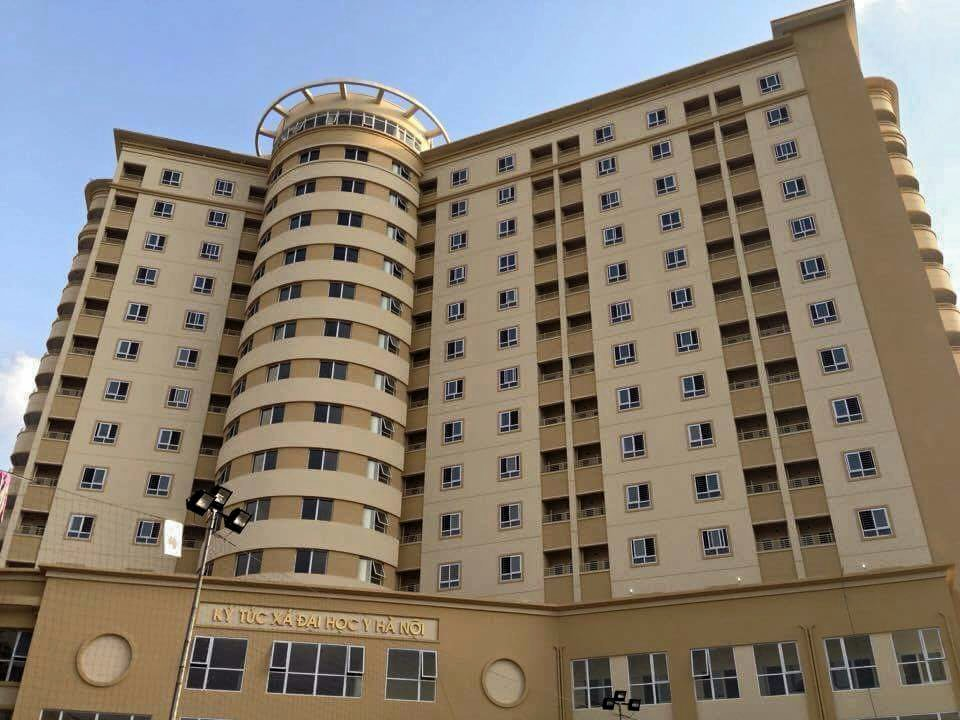 KÝ TÚC XÁ ĐẠI HỌC Y HÀ NỘI